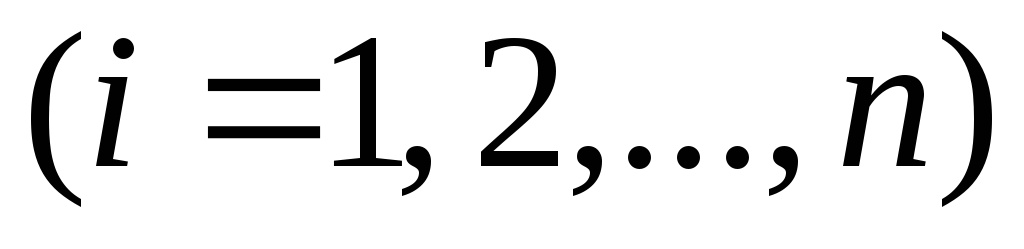 (i =1, 2,..., n)